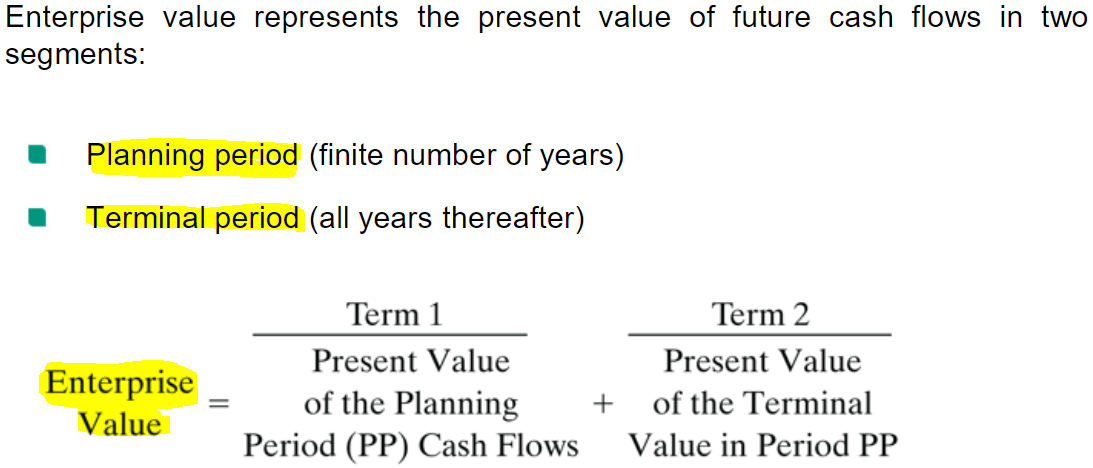 Enterprise value represents the present value of future cash flows in two
segments:
Planning period (finite number of years)
Terminal period (all years thereafter)
Enterprise
Value
=
Term 1
Present Value
of the Planning
Period (PP) Cash Flows
+
Term 2
Present Value
of the Terminal
Value in Period PP